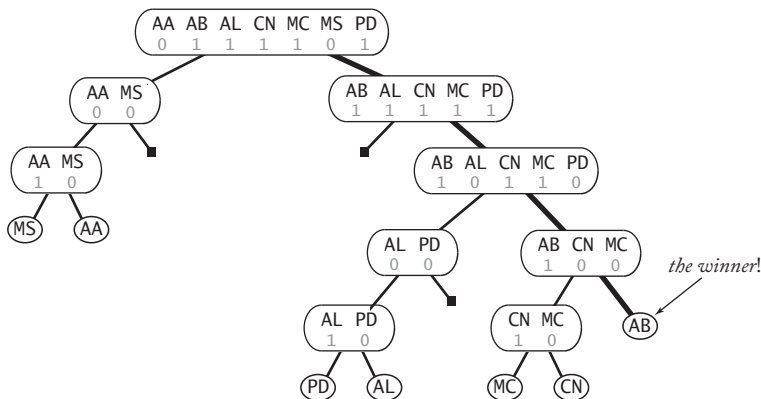 AA AB AL CN MC MS PD
0 1 1 1 1 0 1
AA MS
0 0
AB AL CN MC PD
1 1 1 1 1
AA MS
1 0
AB AL CN MC PD
1 0 1 1 0
MS
AA
AL PD
0 0
AB CN MC
1 0 0
the winner!
AL PD
1 0
CN MC
1 0
AB
PD
AL
MC
CN